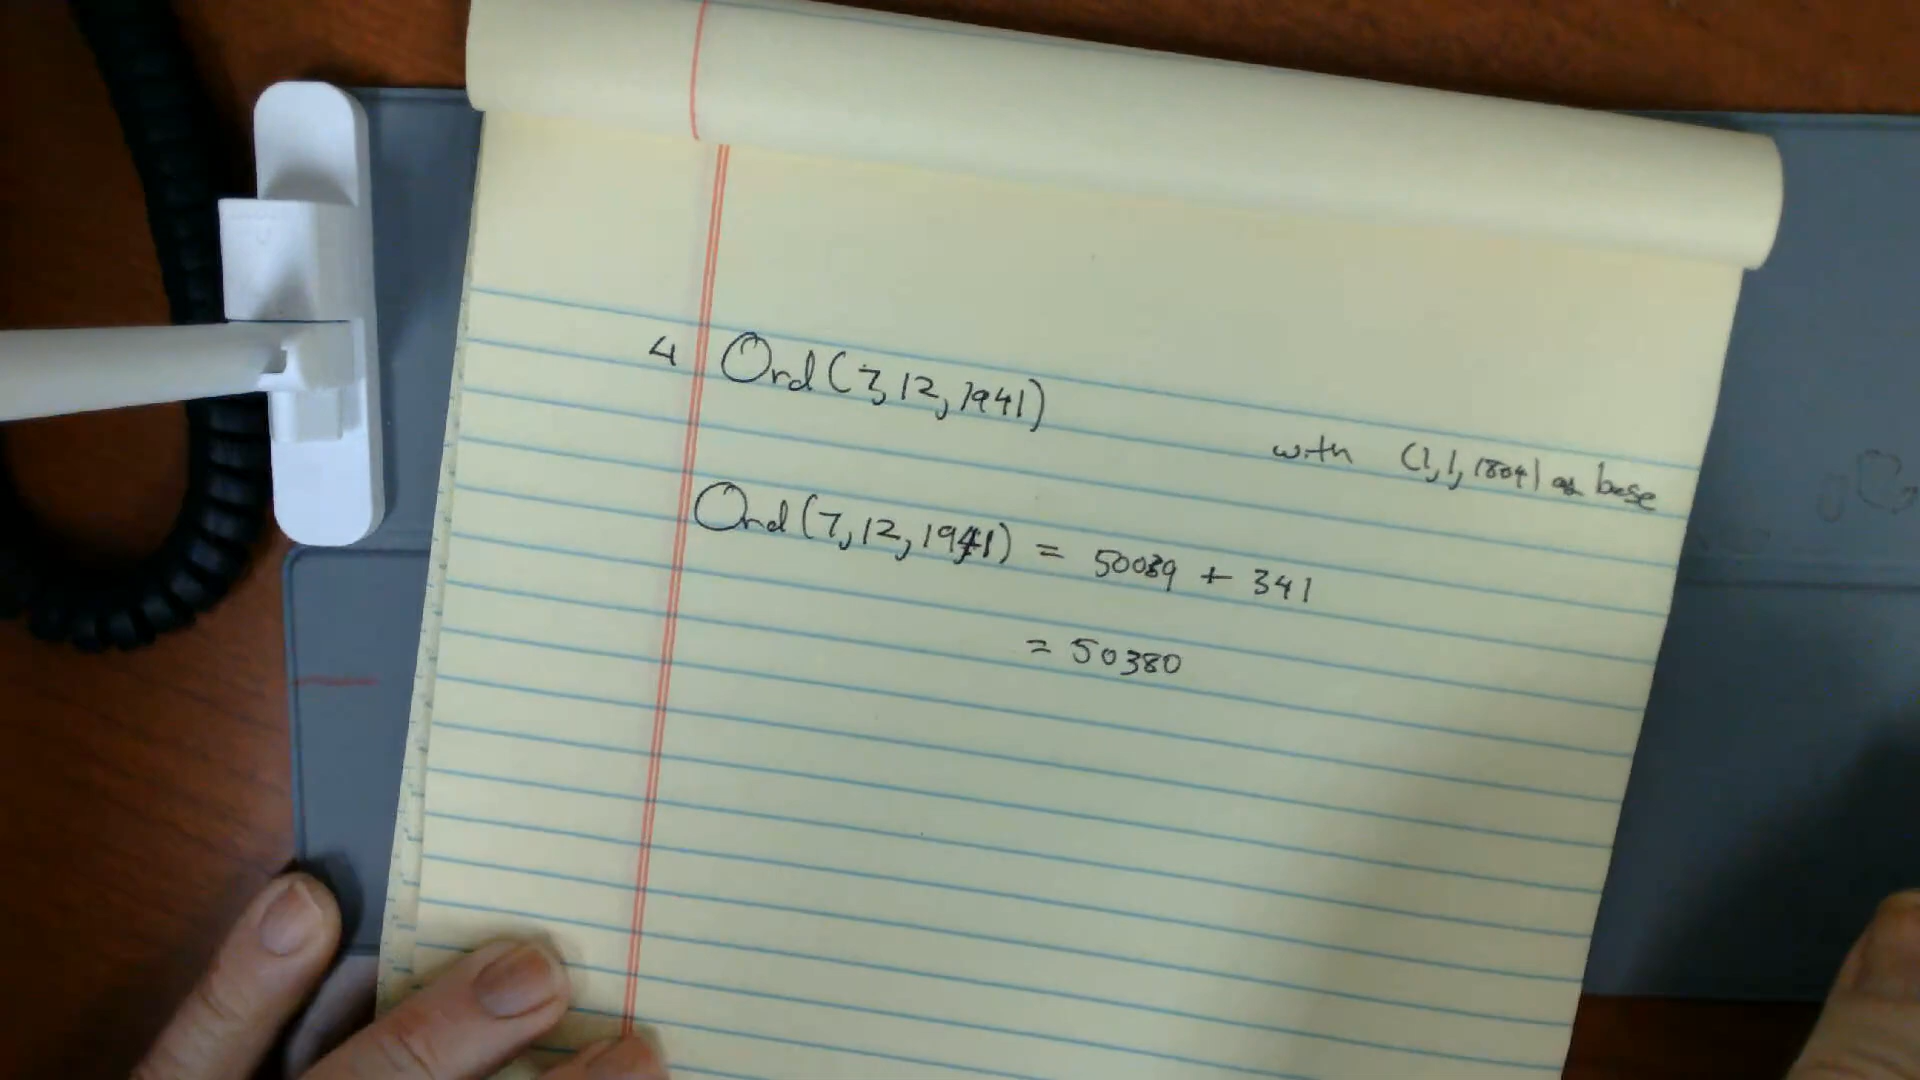 4 Ord(7,12,1941)
with (1,1,1804) as base
Ord(7,12,1941) = 50039 + 341
= 50380